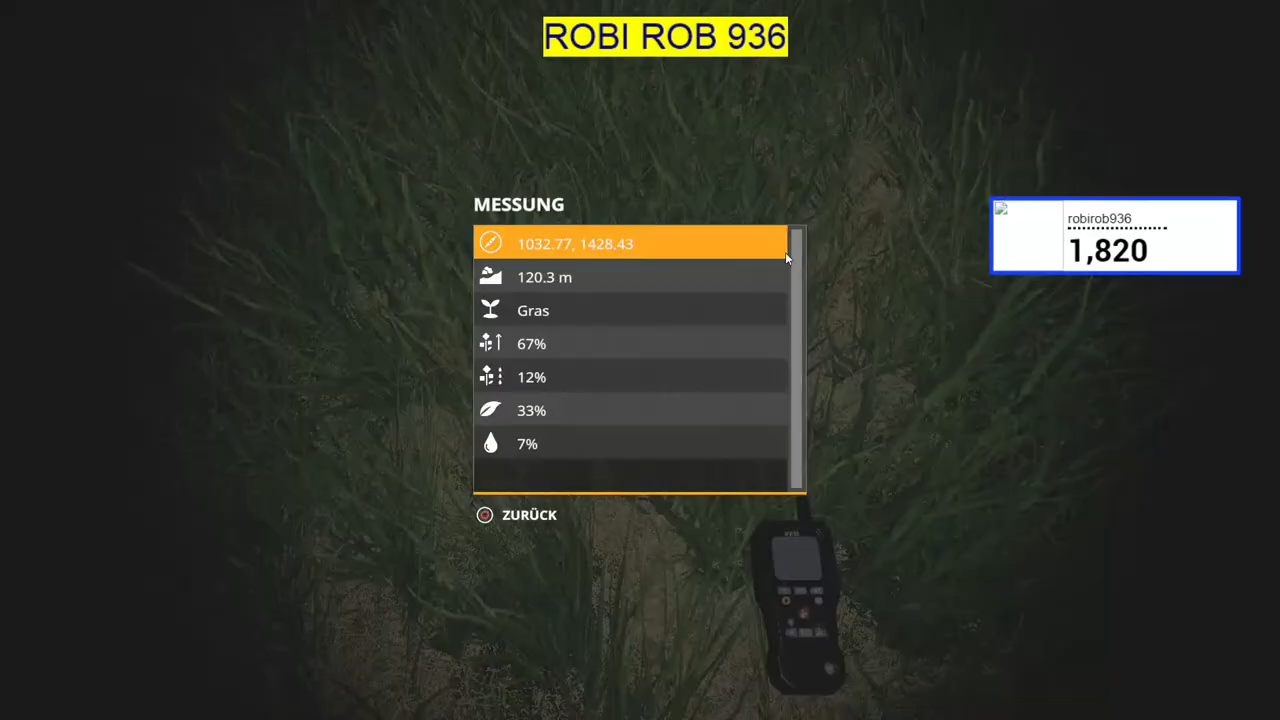 ROBI ROB 936
MESSUNG
1032.77, 1428.43
120.3 m
Gras
67%
12%
33%
7%
ZURÜCK
robirob936
1,820